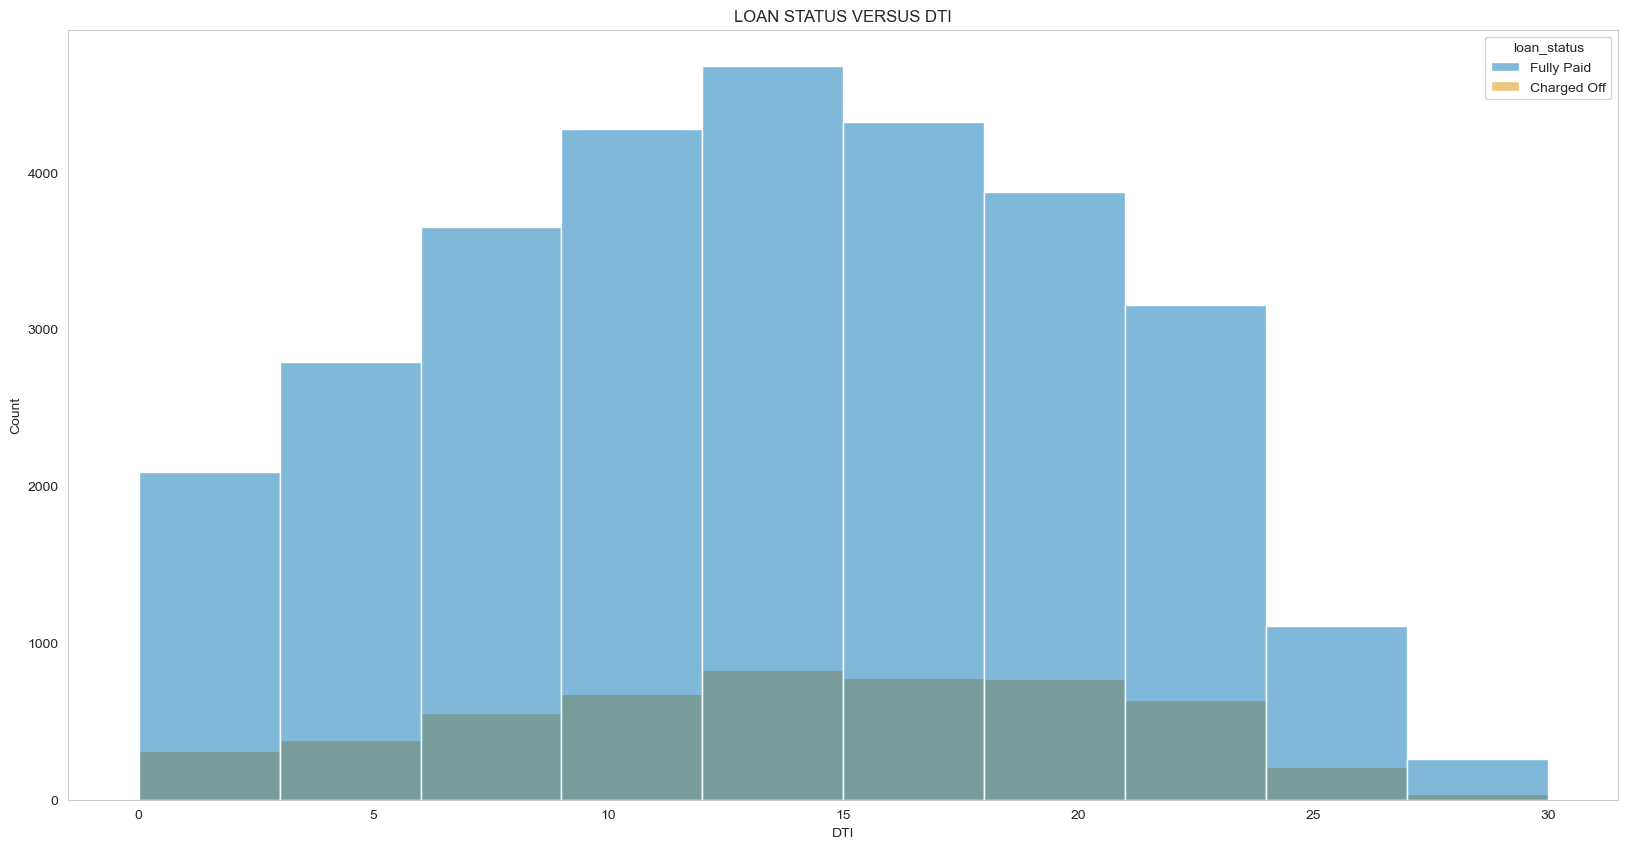 LOAN STATUS VERSUS DTI
loan_status
Fully Paid
Charged Off
4000
3000
2000
1000
0
Count
0 5 10 15 20 25 30
DTI